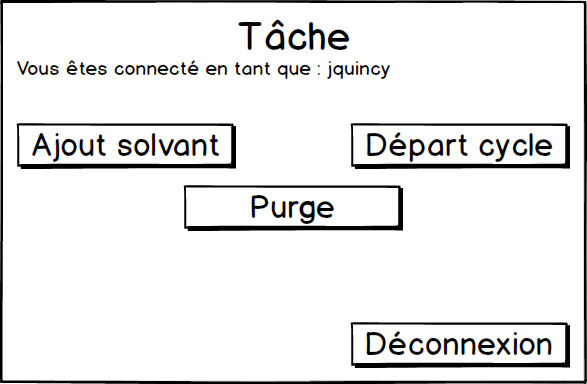 Tâche
Vous êtes connecté en tant que : jquincy
Ajout solvant
Départ cycle
Purge
Déconnexion